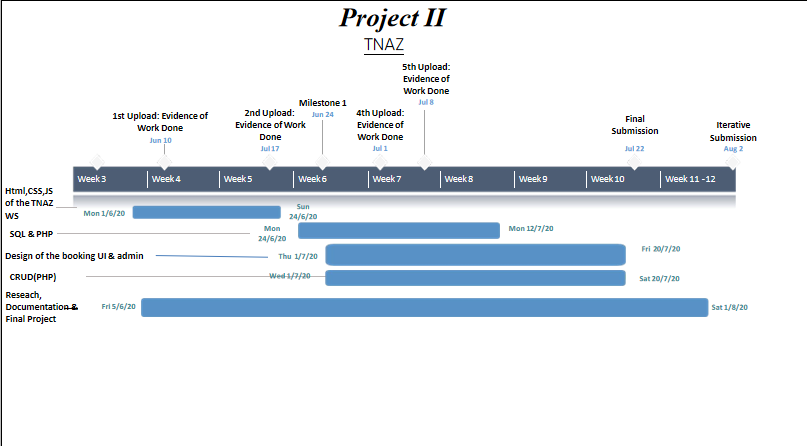 Project II
TNAZ
5th Upload:
Evidence of
Work Done
Jul 8
Milestone 1
Jun 24
1st Upload: Evidence of
Work Done
Jun 10
2nd Upload:
Evidence of Work
Done
Jul 17
4th Upload:
Evidence of
Work Done
Jul 1
Final
Submission
Jul 22
Iterative
Submission
Aug 2
Week 3
Week 4
Week 5
Week 6
Week 7
Week 8
Week 9
Week 10
Week 11 -12
Html,CSS,JS
of the TNAZ
WS
Mon 1/6/20
Sun
24/6/20
SQL & PHP
Mon
24/6/20
Mon 12/7/20
Design of the booking UI & admin
Thu 1/7/20
Fri 20/7/20
CRUD(PHP)
Wed 1/7/20
Sat 20/7/20
Reseach,
Documentation &
Final Project
Fri 5/6/20
Sat 1/8/20